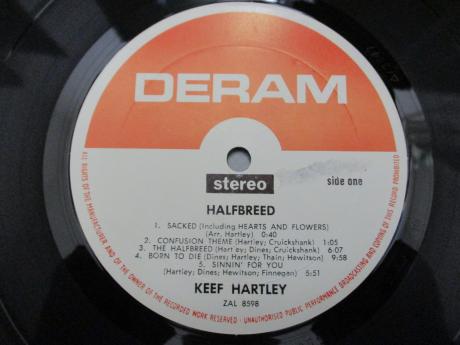 DERAM
stereo
side one
HALFBREED
1. SACKED (Including HEARTS AND FLOWERS)
(Arr. Hartley) 0:40
2. CONFUSION THEME (Hartley; Cruickshank) 1:05
3. THE HALFBREED (Hart ey; Dines; Cruickshank) 6:07
4. BORN TO DIE (Dines; Hartley; Thain; Hewitson) 9:58
5. SINNIN' FOR YOU
(Hartley; Dines; Hewitson; Finnegan) 5:51
KEEF HARTLEY
ZAL 8598
ALL RIGHTS OF THE MANUFACTURER AND OF THE OWNER OF THE RECORDED WORK RESERVED · UNAUTHORISED PUBLIC PERFORMANCE BROADCASTING AND COPYING OF THIS RECORD PROHIBITED